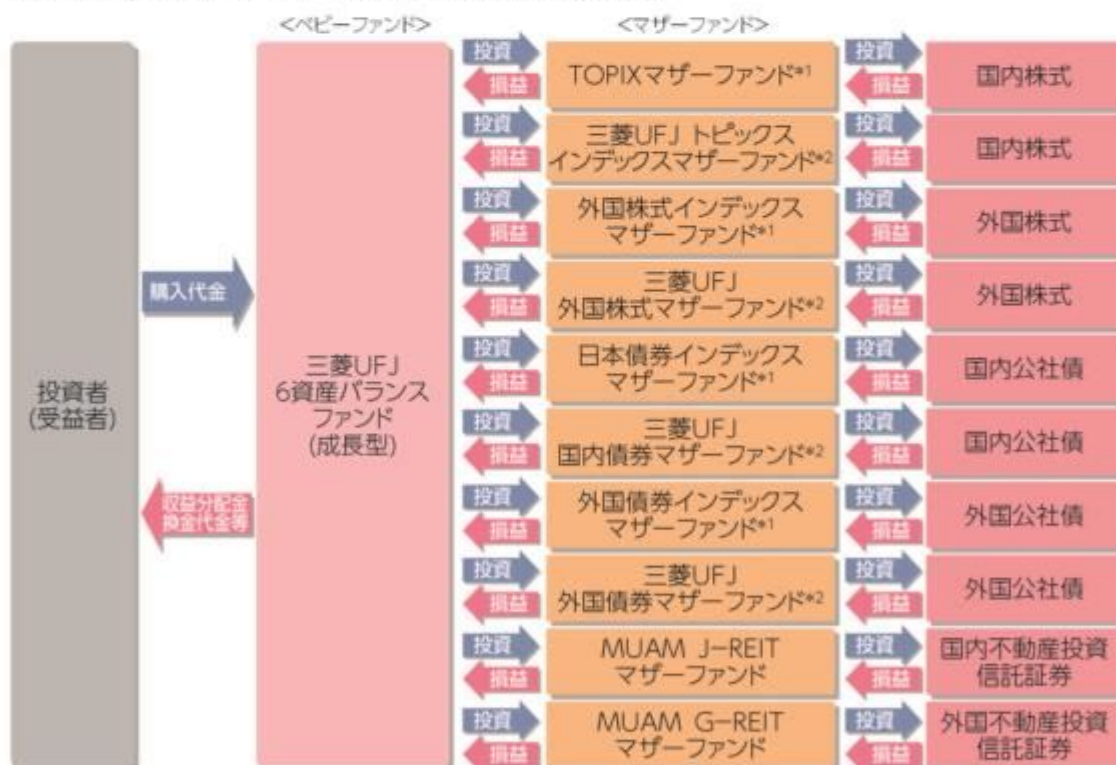 <ベビーファンド>
<マザーファンド>
投資者
(受益者)
購入代金
収益分配金
換金代金等
三菱UFJ
6資産バランス
ファンド
(成長型)
投資
損益
TOPIXマザーファンド*1
投資
損益
国内株式
投資
損益
三菱UFJ トピックス
インデックスマザーファンド*2
投資
損益
国内株式
投資
損益
外国株式インデックス
マザーファンド*1
投資
損益
外国株式
投資
損益
三菱UFJ
外国株式マザーファンド*2
投資
損益
外国株式
投資
損益
日本債券インデックス
マザーファンド*1
投資
損益
国内公社債
投資
損益
三菱UFJ
国内債券マザーファンド*2
投資
損益
国内公社債
投資
損益
外国債券インデックス
マザーファンド*1
投資
損益
外国公社債
投資
損益
三菱UFJ
外国債券マザーファンド*2
投資
損益
外国公社債
投資
損益
MUAM J-REIT
マザーファンド
投資
損益
国内不動産投資
信託証券
投資
損益
MUAM G-REIT
マザーファンド
投資
損益
外国不動産投資
信託証券